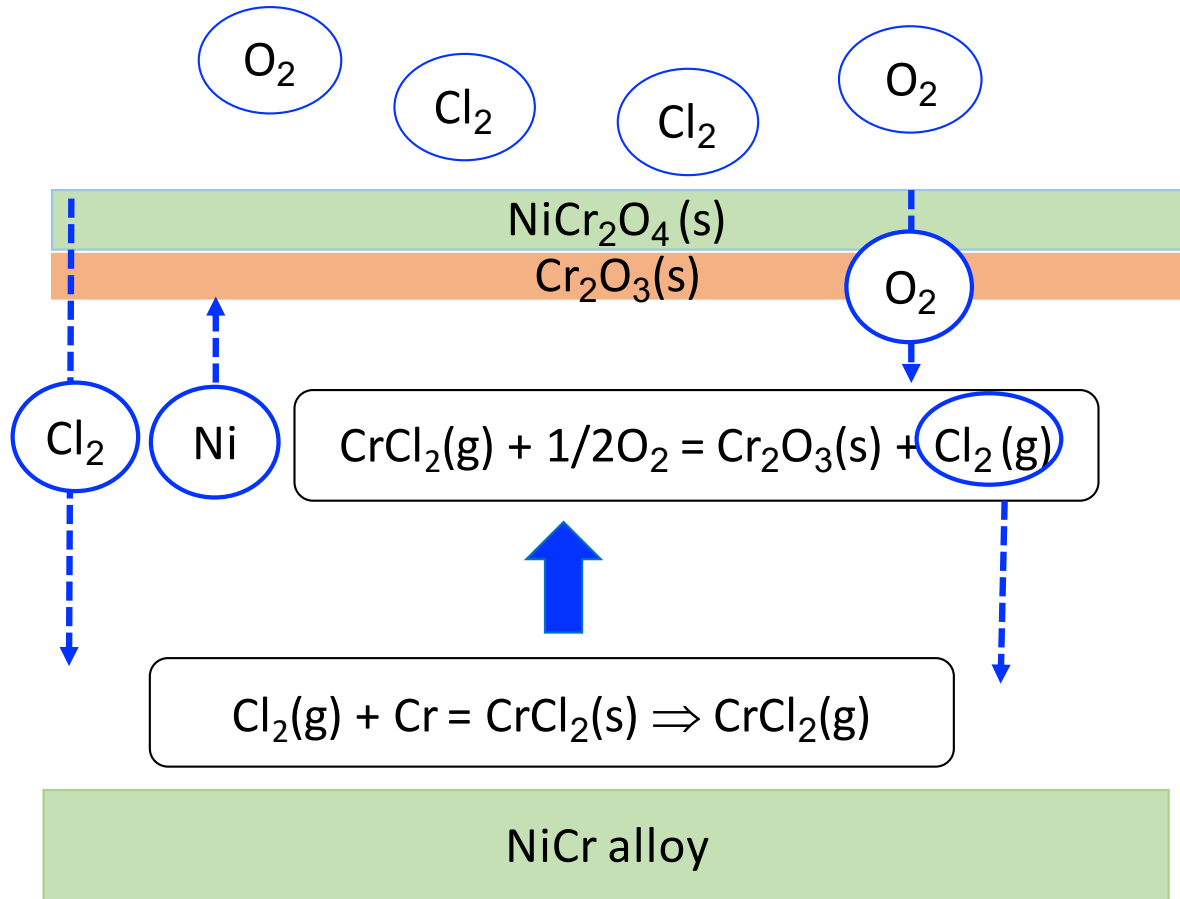 O₂
Cl₂
Cl₂
O₂
NiCr₂O₄ (s)
Cr₂O₃(s)
O₂
Cl₂
Ni
CrCl₂(g) + 1/2O₂ = Cr₂O₃(s) + Cl₂ (g)
Cl₂(g) + Cr = CrCl₂(s) ⇒ CrCl₂(g)
NiCr alloy